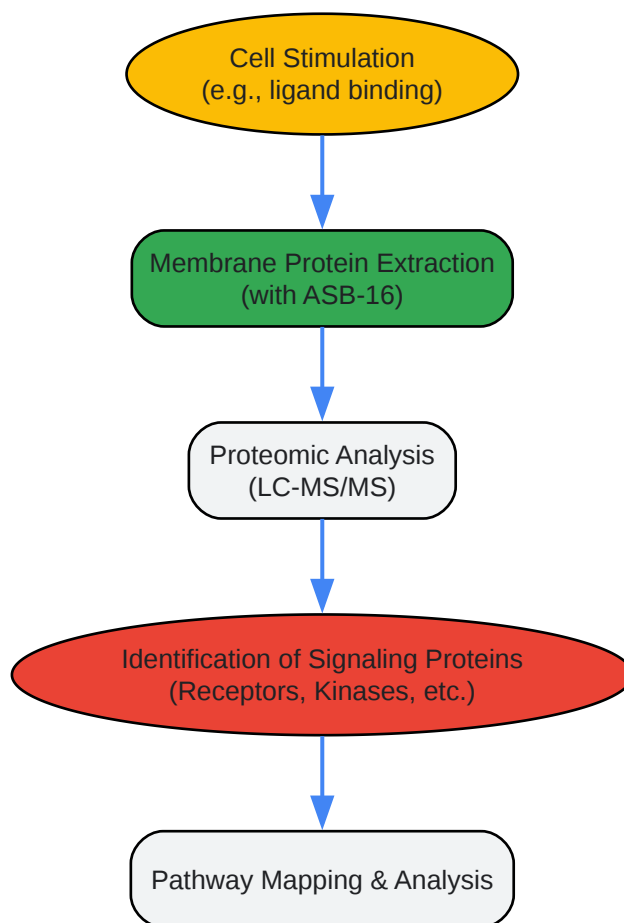 Cell Stimulation
(e.g., ligand binding)
Membrane Protein Extraction
(with ASB-16)
Proteomic Analysis
(LC-MS/MS)
Identification of Signaling Proteins
(Receptors, Kinases, etc.)
Pathway Mapping & Analysis